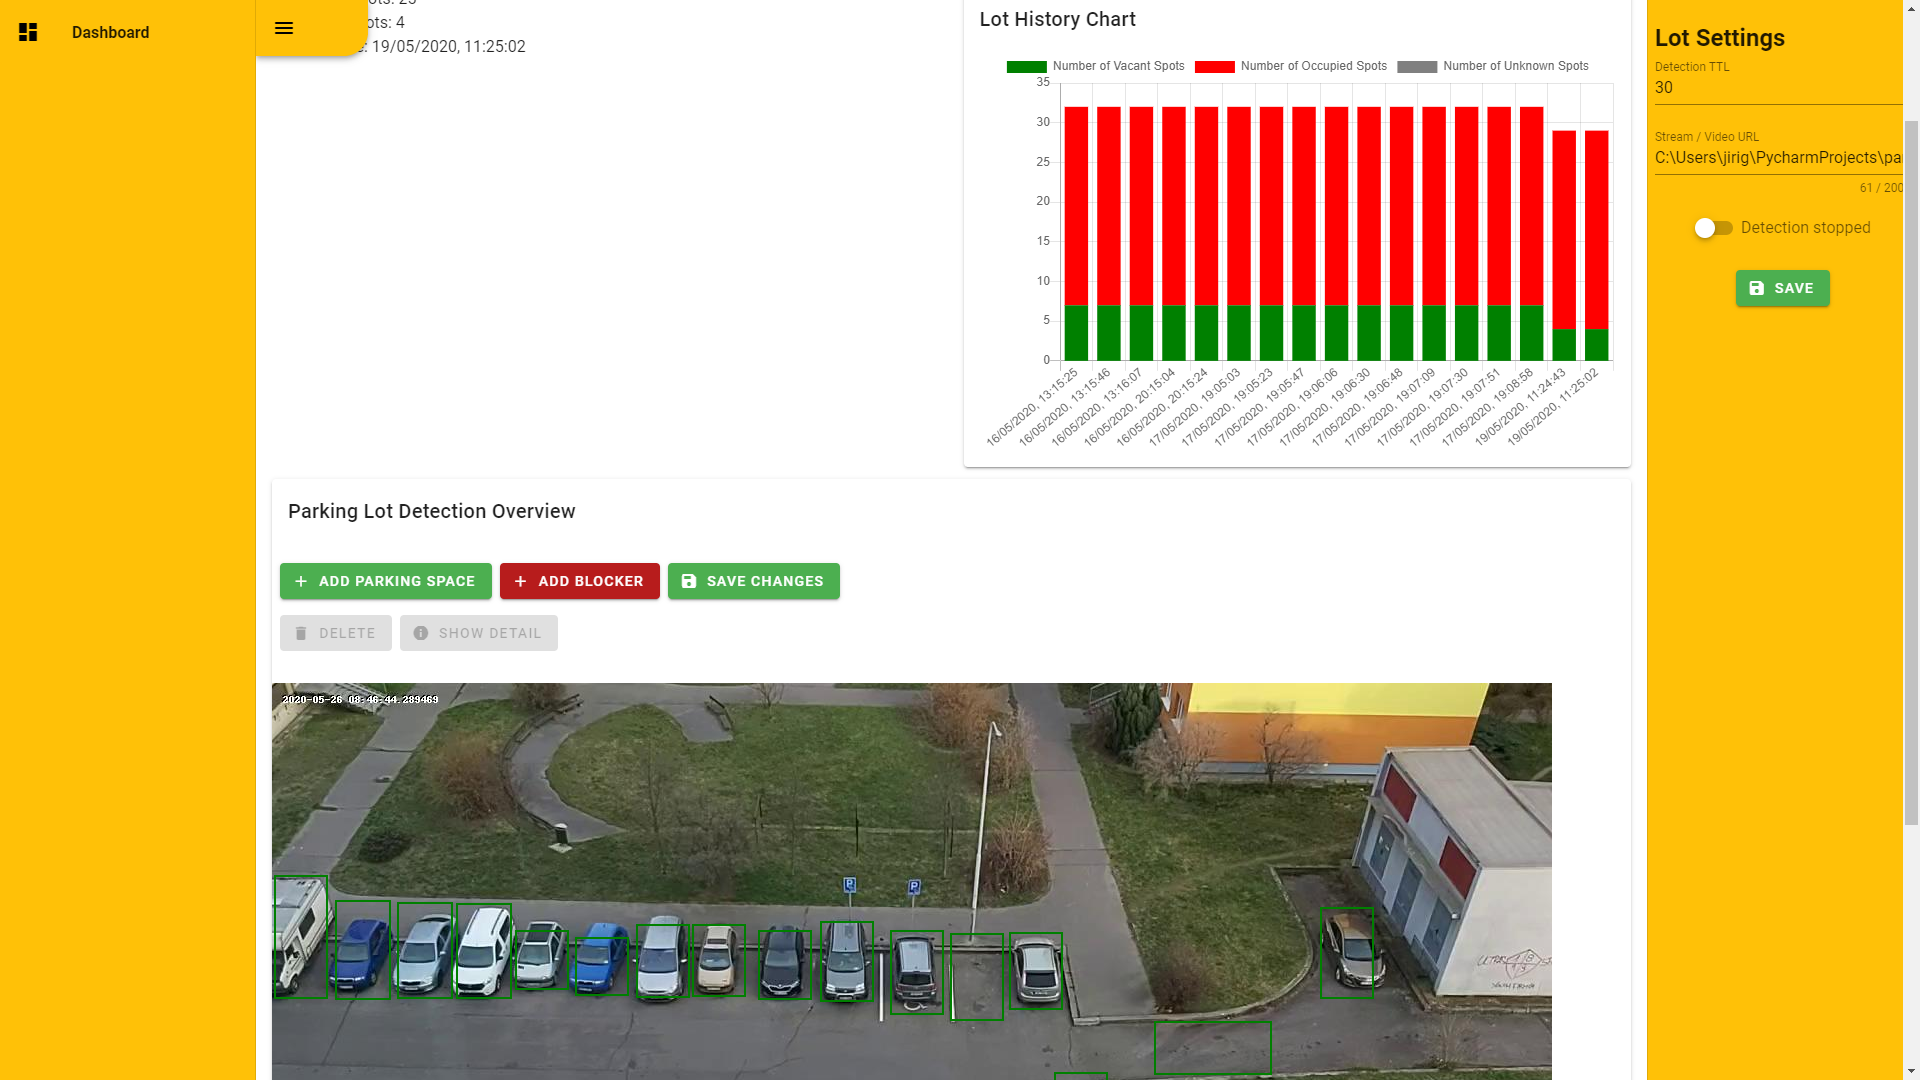 Dashboard
ots: 4
: 19/05/2020, 11:25:02
Lot History Chart
Number of Vacant Spots Number of Occupied Spots Number of Unknown Spots
35
30
25
20
15
10
5
0
16/05/2020, 13:15:25
16/05/2020, 13:15:46
16/05/2020, 13:16:07
16/05/2020, 20:15:04
16/05/2020, 20:15:24
17/05/2020, 19:05:03
17/05/2020, 19:05:23
17/05/2020, 19:05:47
17/05/2020, 19:06:06
17/05/2020, 19:06:30
17/05/2020, 19:06:48
17/05/2020, 19:07:09
17/05/2020, 19:07:30
17/05/2020, 19:07:51
17/05/2020, 19:08:58
19/05/2020, 11:24:43
19/05/2020, 11:25:02
Lot Settings
Detection TTL
30
Stream / Video URL
C:\Users\jirig\PycharmProjects\pa
61 / 200
Detection stopped
SAVE
Parking Lot Detection Overview
ADD PARKING SPACE
ADD BLOCKER
SAVE CHANGES
DELETE
SHOW DETAIL
2020-05-26 08:46:44.289469
P
P